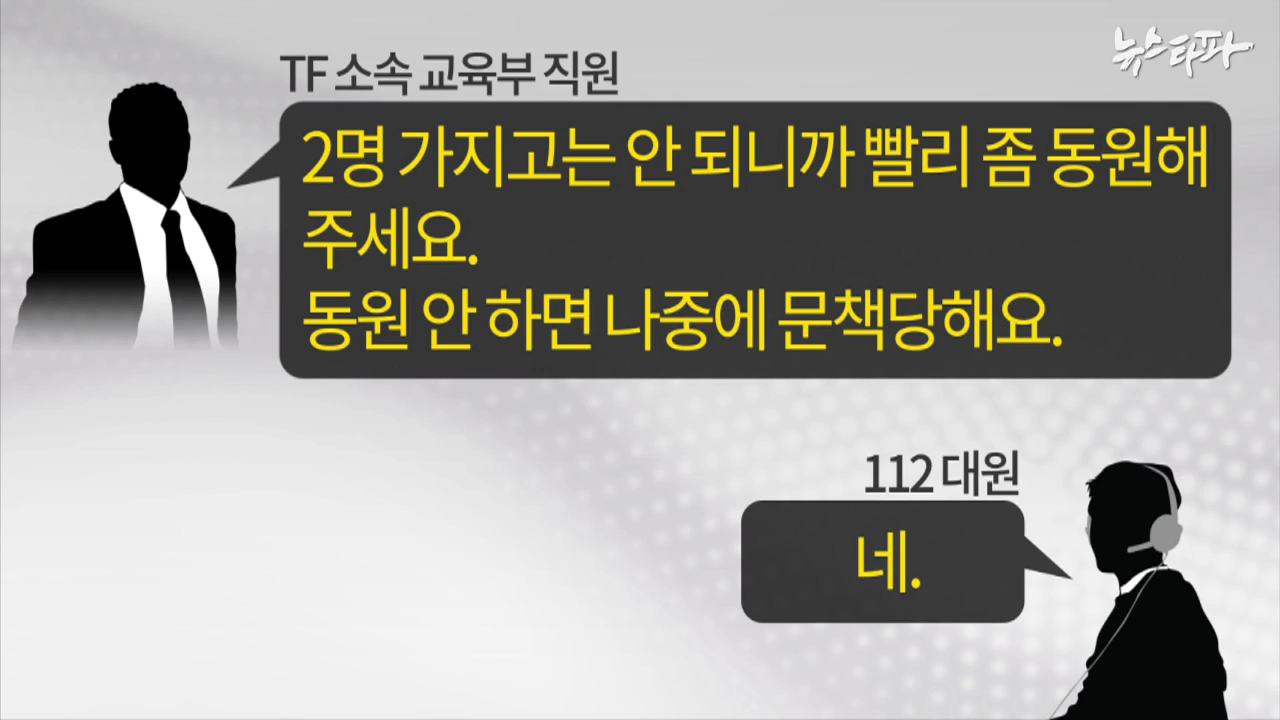 뉴스타파
TF 소속 교육부 직원
2명 가지고는 안 되니까 빨리 좀 동원해
주세요.
동원 안 하면 나중에 문책당해요.
112 대원
네.